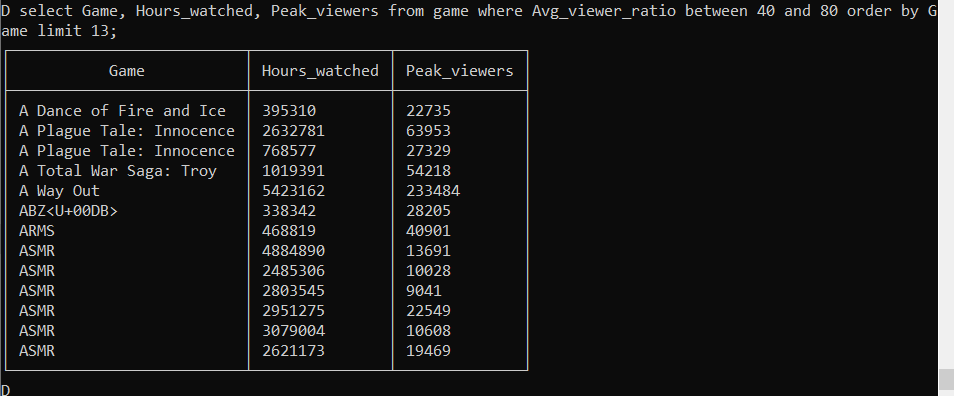 D select Game, Hours_watched, Peak_viewers from game where Avg_viewer_ratio between 40 and 80 order by G
ame limit 13;
Game Hours_watched Peak_viewers
A Dance of Fire and Ice 395310 22735
A Plague Tale: Innocence 2632781 63953
A Plague Tale: Innocence 768577 27329
A Total War Saga: Troy 1019391 54218
A Way Out 5423162 233484
ABZ<U+00DB> 338342 28205
ARMS 468819 40901
ASMR 4884890 13691
ASMR 2485306 10028
ASMR 2803545 9041
ASMR 2951275 22549
ASMR 3079004 10608
ASMR 2621173 19469
D